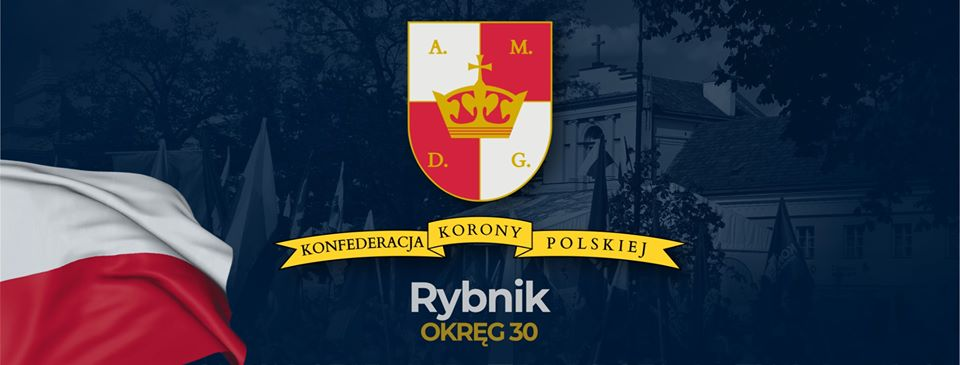 A. M.
D. G.
KONFEDERACJA KORONY POLSKIEJ
Rybnik
OKRĘG 30